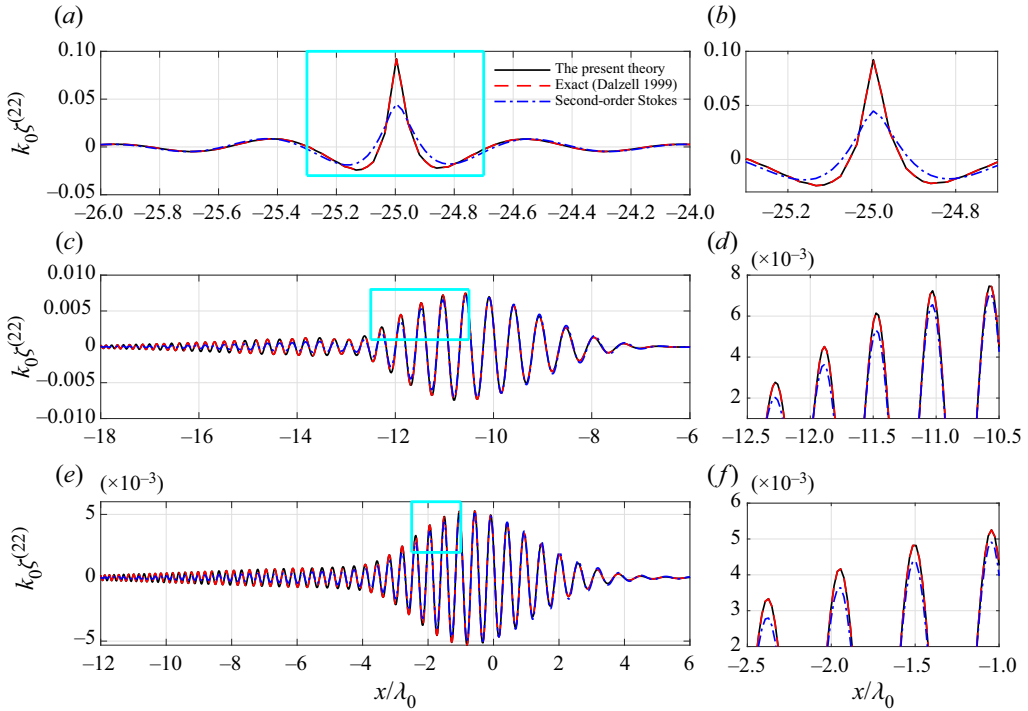 (a)
0.10
0.05
0
–0.05
k0ζ(22)
–26.0 –25.8 –25.6 –25.4 –25.2 –25.0 –24.8 –24.6 –24.4 –24.2 –24.0
The present theory
Exact (Dalzell 1999)
Second-order Stokes
(b)
0.10
0.05
0
–25.2 –25.0 –24.8
(c)
0.010
0.005
0
–0.005
–0.010
k0ζ(22)
–18 –16 –14 –12 –10 –8 –6
(d)
(×10–3)
8
6
4
2
–12.5 –12.0 –11.5 –11.0 –10.5
(e)
(×10–3)
5
0
–5
k0ζ(22)
–12 –10 –8 –6 –4 –2 0 2 4 6
x/λ0
(f)
(×10–3)
6
5
4
3
2
–2.5 –2.0 –1.5 –1.0
x/λ0